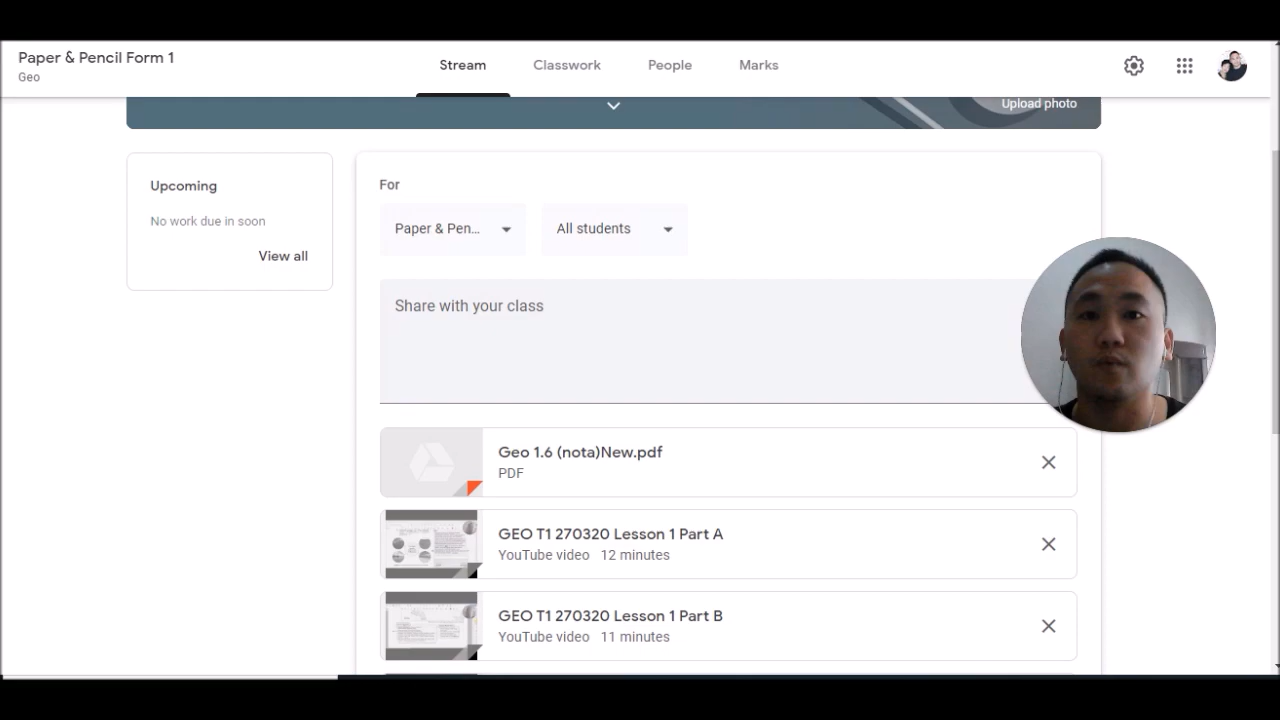 Paper & Pencil Form 1
Geo
Stream
Classwork
People
Marks
Upload photo
Upcoming
No work due in soon
View all
For
Paper & Pen...
All students
Share with your class
Geo 1.6 (nota)New.pdf
PDF
GEO T1 270320 Lesson 1 Part A
YouTube video 12 minutes
GEO T1 270320 Lesson 1 Part B
YouTube video 11 minutes